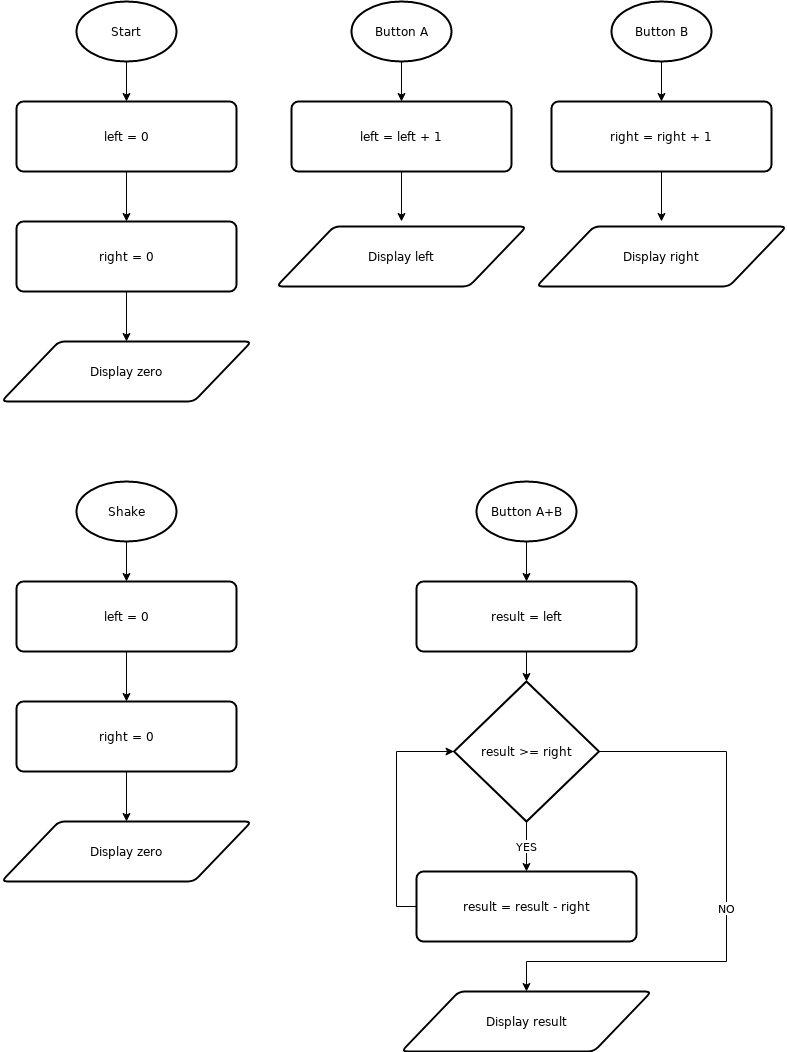 Start
left = 0
right = 0
Display zero
Button A
left = left + 1
Display left
Button B
right = right + 1
Display right
Shake
left = 0
right = 0
Display zero
Button A+B
result = left
result >= right
YES
result = result - right
NO
Display result